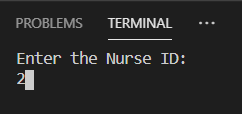 PROBLEMS TERMINAL ...
Enter the Nurse ID:
2